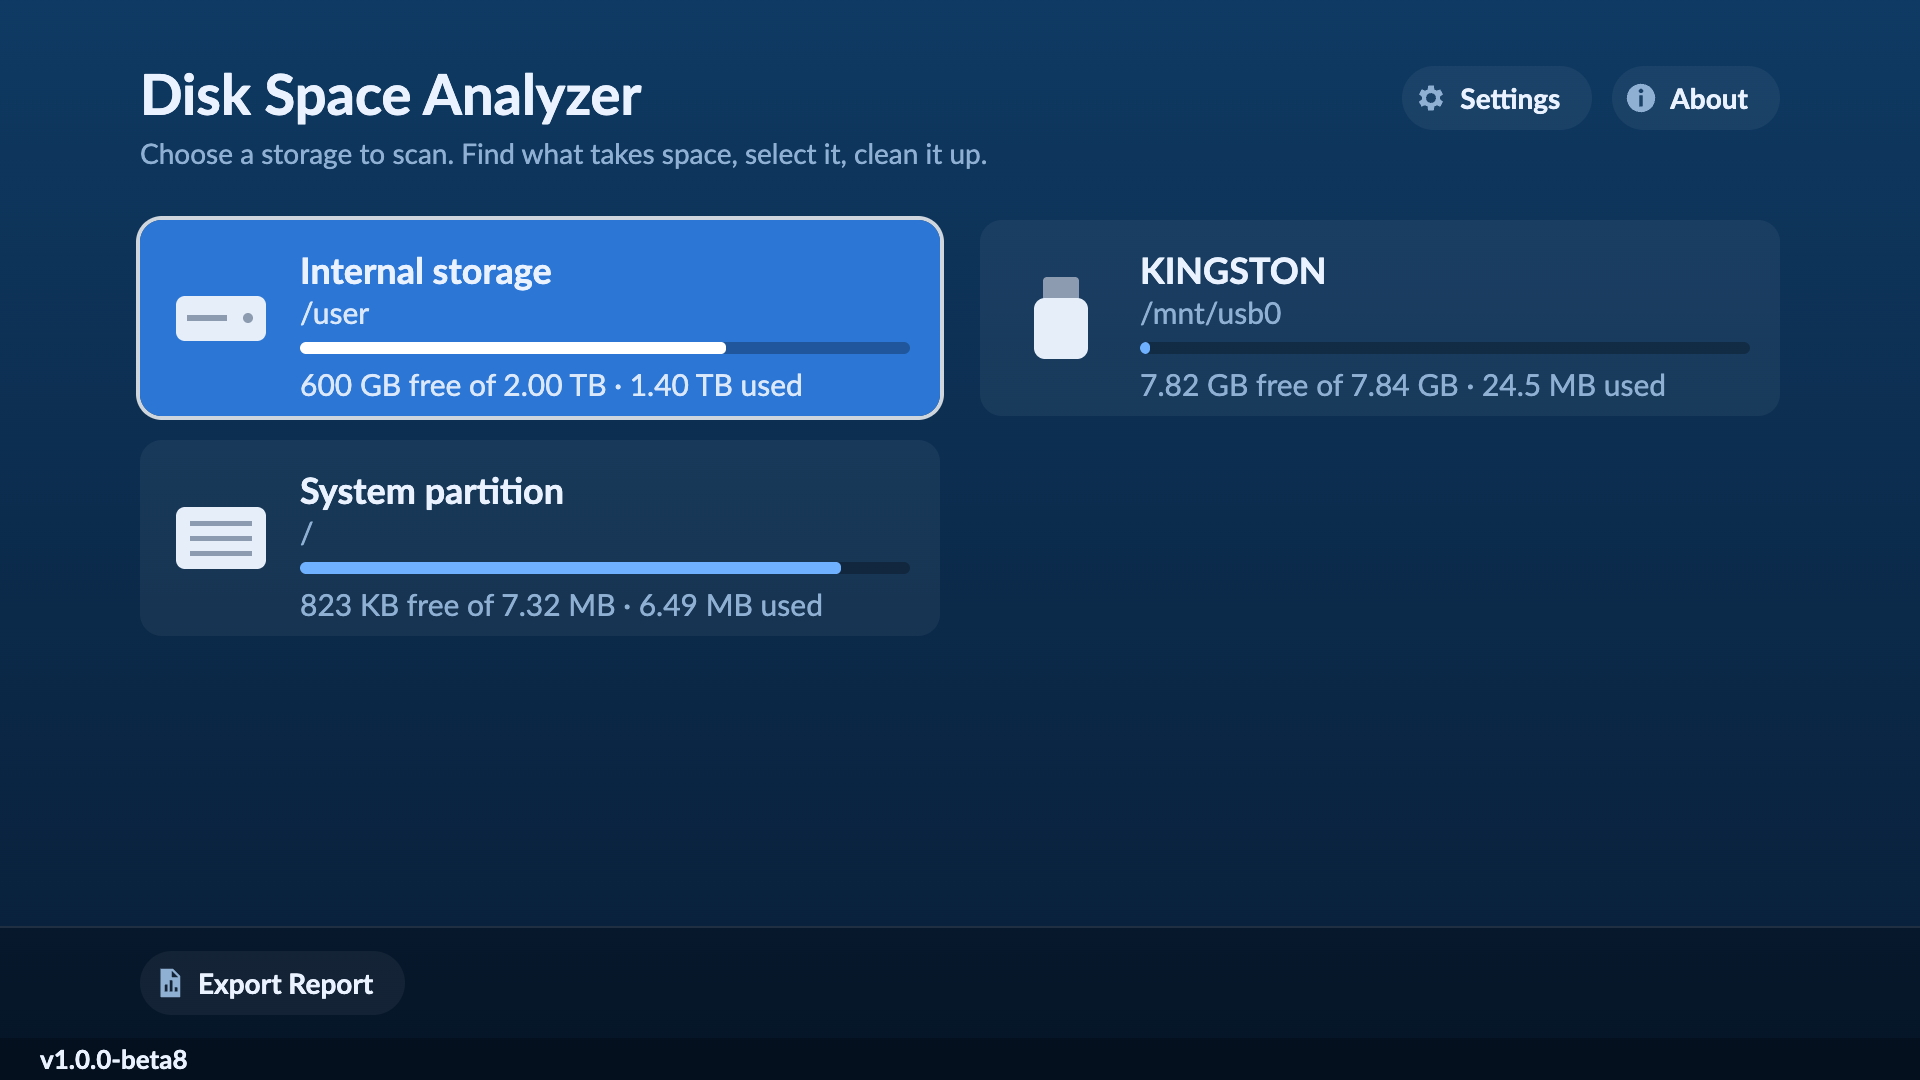 Disk Space Analyzer
Choose a storage to scan. Find what takes space, select it, clean it up.
Settings
About
Internal storage
/user
600 GB free of 2.00 TB · 1.40 TB used
KINGSTON
/mnt/usb0
7.82 GB free of 7.84 GB · 24.5 MB used
System partition
/
823 KB free of 7.32 MB · 6.49 MB used
Export Report
v1.0.0-beta8